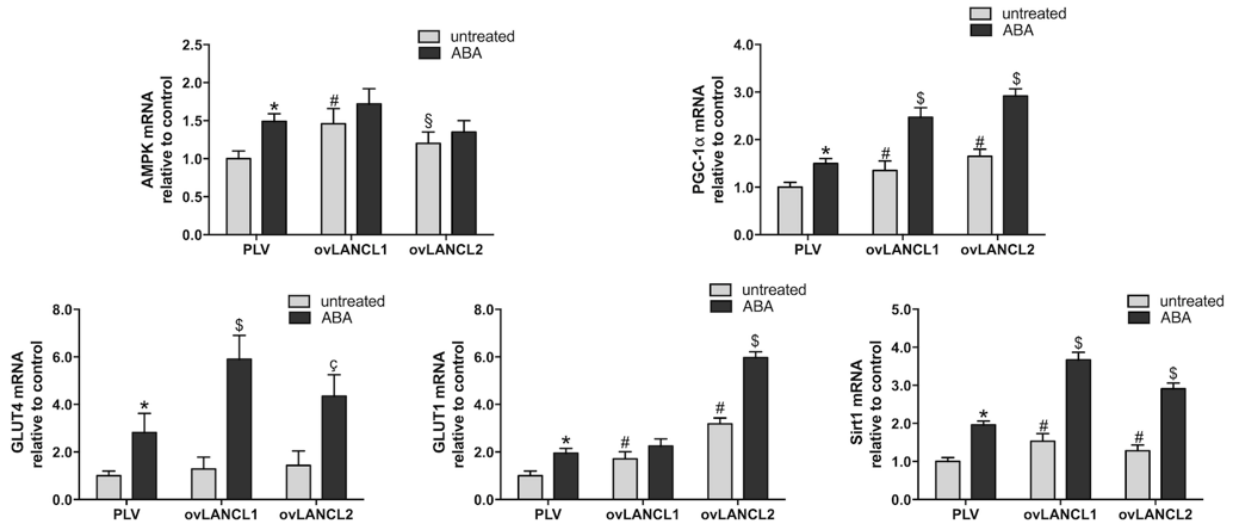 untreated
ABA
AMPK mRNA
relative to control
2.5
2.0
1.5
1.0
0.5
0.0
*
#
§
PLV
ovLANCL1
ovLANCL2
untreated
ABA
PGC-1α mRNA
relative to control
4.0
3.0
2.0
1.0
0.0
*
#
$
#
$
PLV
ovLANCL1
ovLANCL2
untreated
ABA
GLUT4 mRNA
relative to control
8.0
6.0
4.0
2.0
0.0
*
$
ç
PLV
ovLANCL1
ovLANCL2
untreated
ABA
GLUT1 mRNA
relative to control
8.0
6.0
4.0
2.0
0.0
*
#
#
$
PLV
ovLANCL1
ovLANCL2
untreated
ABA
Sirt1 mRNA
relative to control
5.0
4.0
3.0
2.0
1.0
0.0
*
#
$
#
$
PLV
ovLANCL1
ovLANCL2